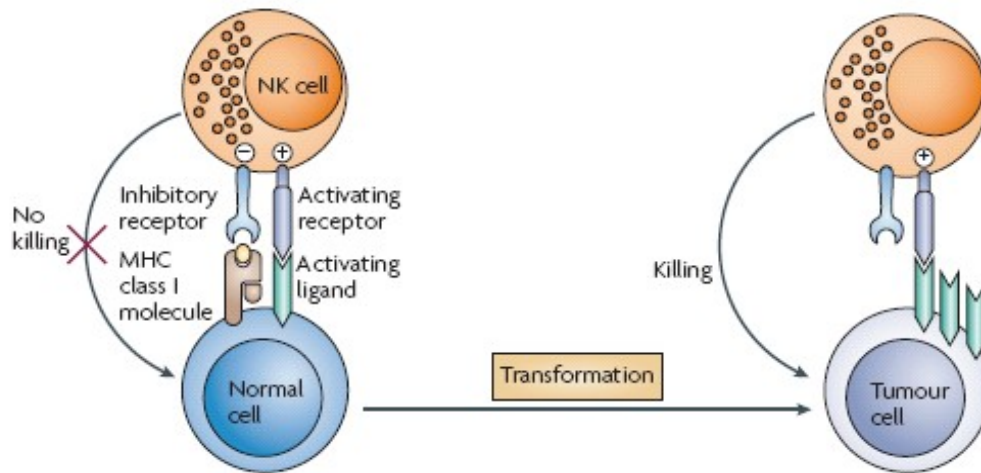 NK cell
−
+
Inhibitory
receptor
Activating
receptor
No
killing
MHC
class I
molecule
Activating
ligand
Normal
cell
Transformation
+
Killing
Tumour
cell